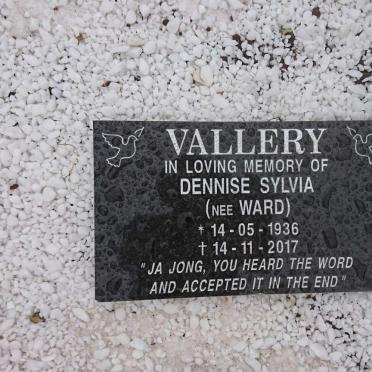 VALLERY
IN LOVING MEMORY OF
DENNISE SYLVIA
(NEE WARD)
* 14 - 05 - 1936
† 14 - 11 - 2017
"JA JONG, YOU HEARD THE WORD
AND ACCEPTED IT IN THE END"